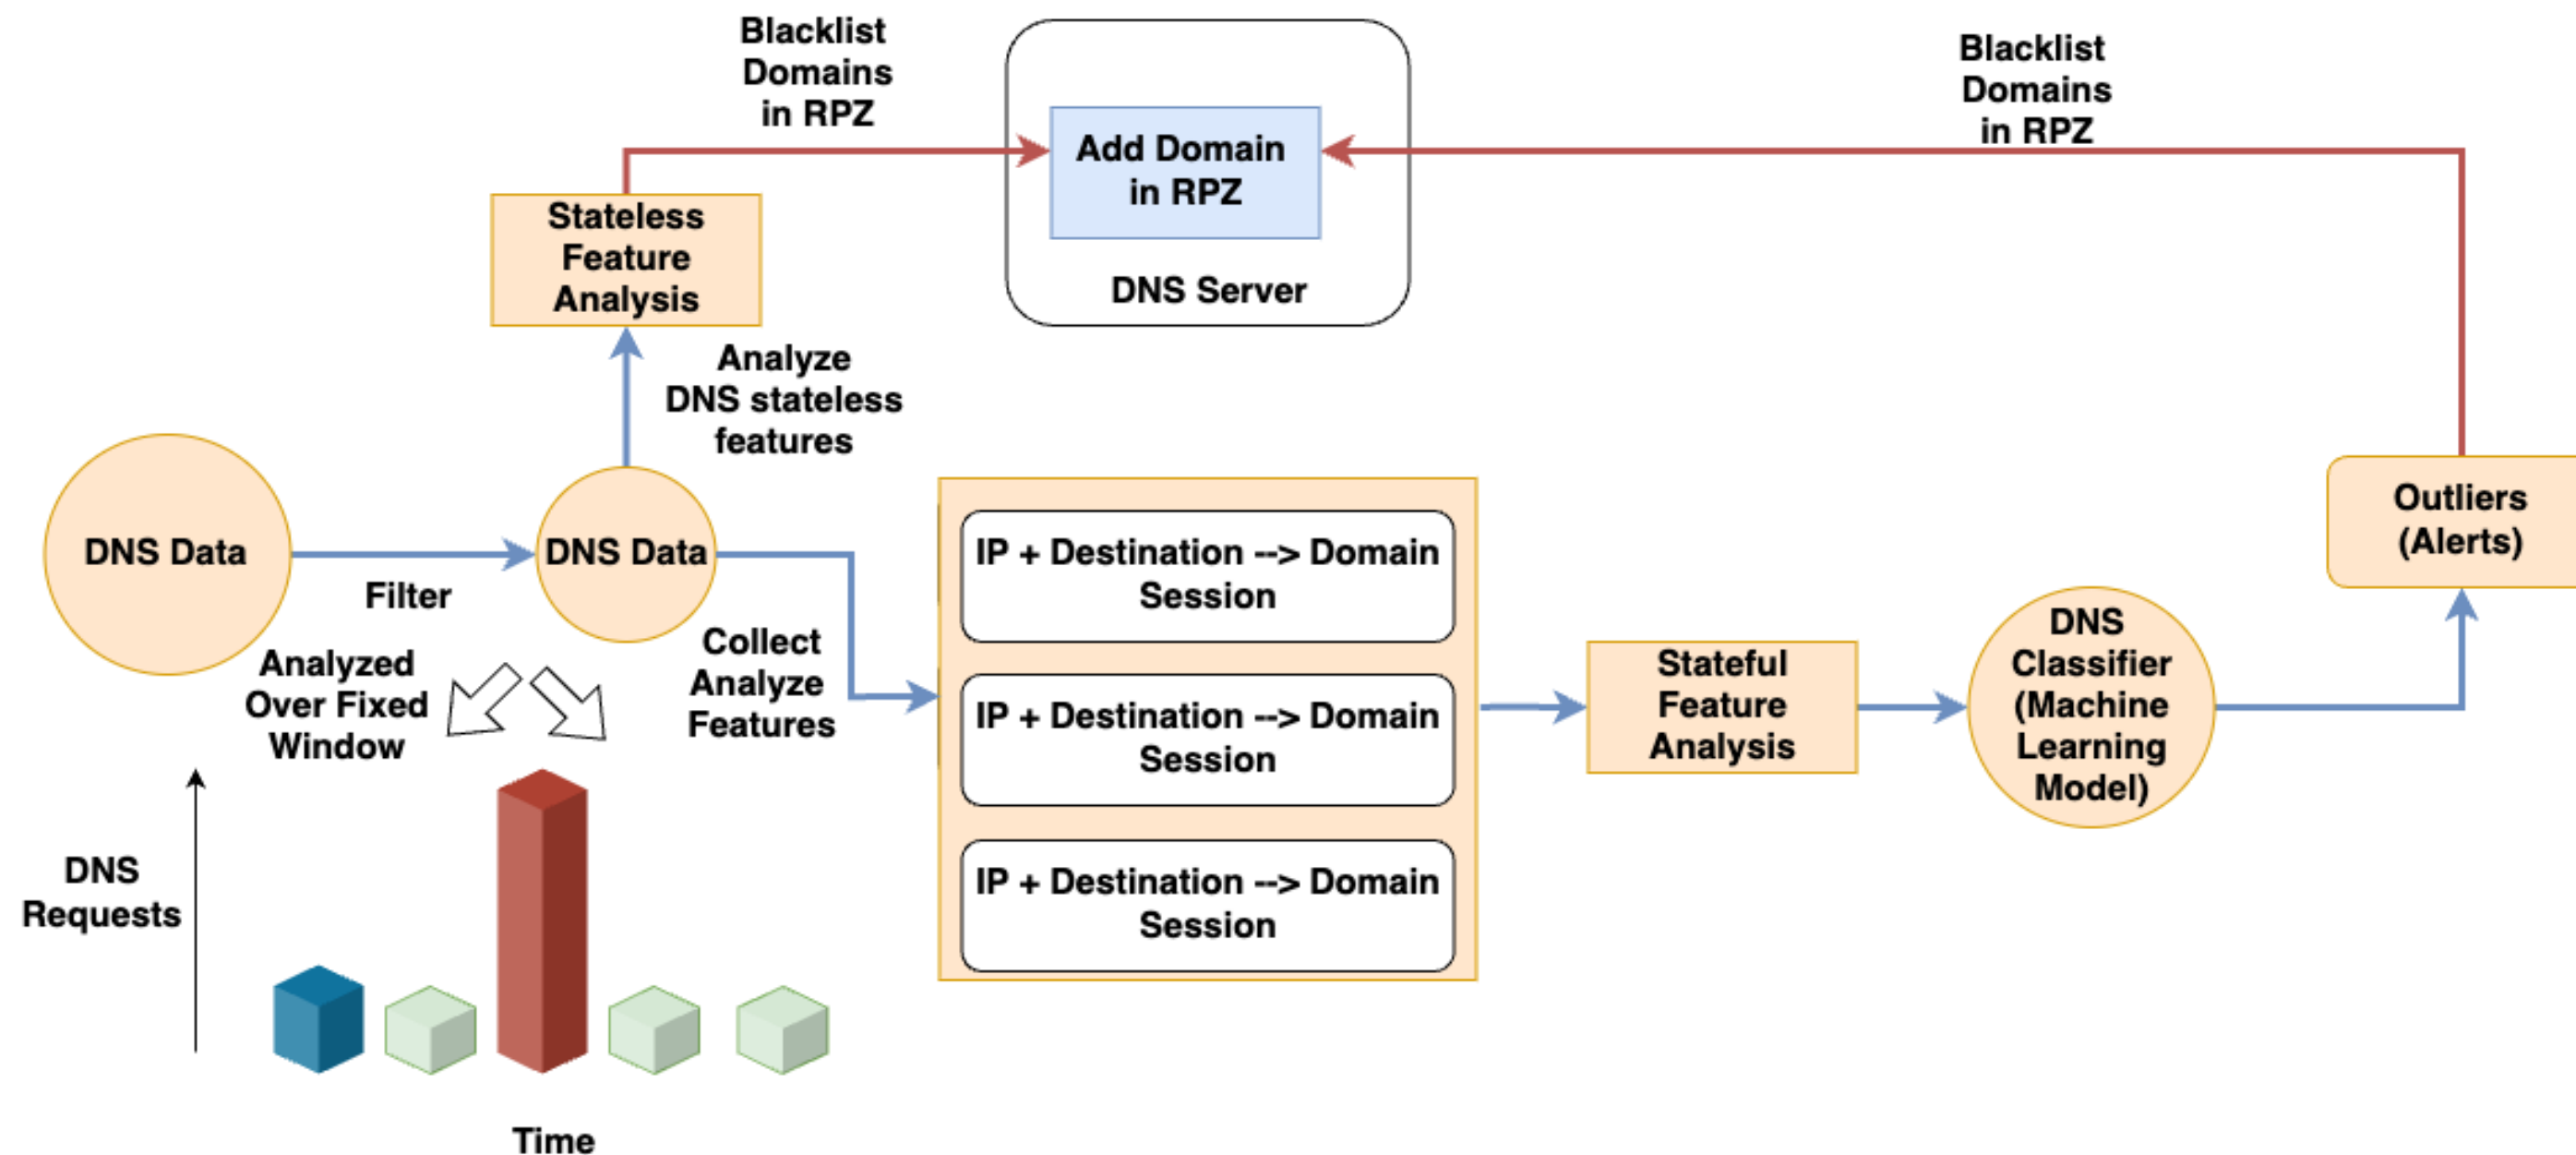 Blacklist
Domains
in RPZ
Add Domain
in RPZ
DNS Server
Blacklist
Domains
in RPZ
Stateless
Feature
Analysis
Analyze
DNS stateless
features
DNS Data
Filter
DNS Data
Analyzed
Over Fixed
Window
Collect
Analyze
Features
IP + Destination --> Domain
Session
IP + Destination --> Domain
Session
IP + Destination --> Domain
Session
Stateful
Feature
Analysis
DNS
Classifier
(Machine
Learning
Model)
Outliers
(Alerts)
DNS
Requests
Time